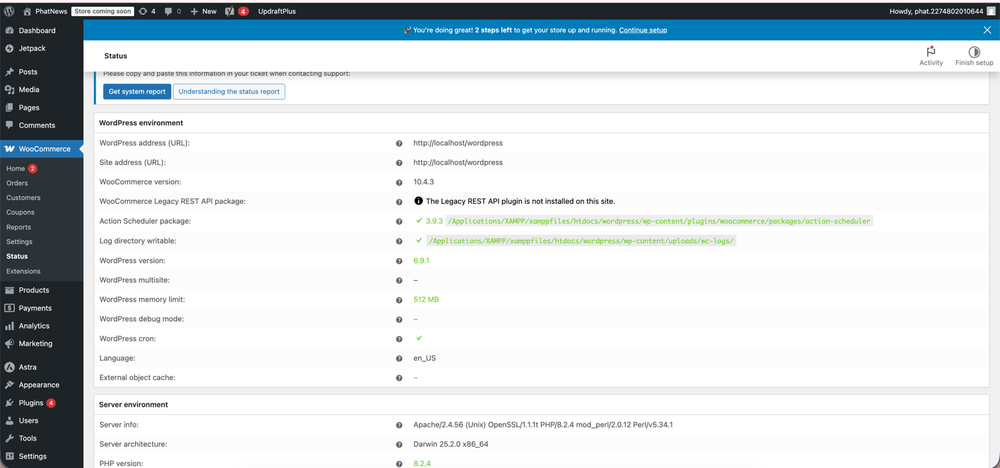 PhatNews Store coming soon 4 0 New 4 UpdraftPlus Howdy, phat.2274802010644
Dashboard
Jetpack
Posts
Media
Pages
Comments
WooCommerce
Home 2
Orders
Customers
Coupons
Reports
Settings
Status
Extensions
Products
Payments
Analytics
Marketing
Astra
Appearance
Plugins 4
Users
Tools
Settings
🚀 You're doing great! 2 steps left to get your store up and running. Continue setup
Status
Activity
Finish setup
Please copy and paste this information in your ticket when contacting support:
Get system report Understanding the status report
WordPress environment
WordPress address (URL): http://localhost/wordpress
Site address (URL): http://localhost/wordpress
WooCommerce version: 10.4.3
WooCommerce Legacy REST API package: The Legacy REST API plugin is not installed on this site.
Action Scheduler package: ✔ 3.9.3 /Applications/XAMPP/xamppfiles/htdocs/wordpress/wp-content/plugins/woocommerce/packages/action-scheduler
Log directory writable: ✔ /Applications/XAMPP/xamppfiles/htdocs/wordpress/wp-content/uploads/wc-logs/
WordPress version: 6.9.1
WordPress multisite: –
WordPress memory limit: 512 MB
WordPress debug mode: –
WordPress cron: ✔
Language: en_US
External object cache: –
Server environment
Server info: Apache/2.4.56 (Unix) OpenSSL/1.1.1t PHP/8.2.4 mod_perl/2.0.12 Perl/v5.34.1
Server architecture: Darwin 25.2.0 x86_64
PHP version: 8.2.4